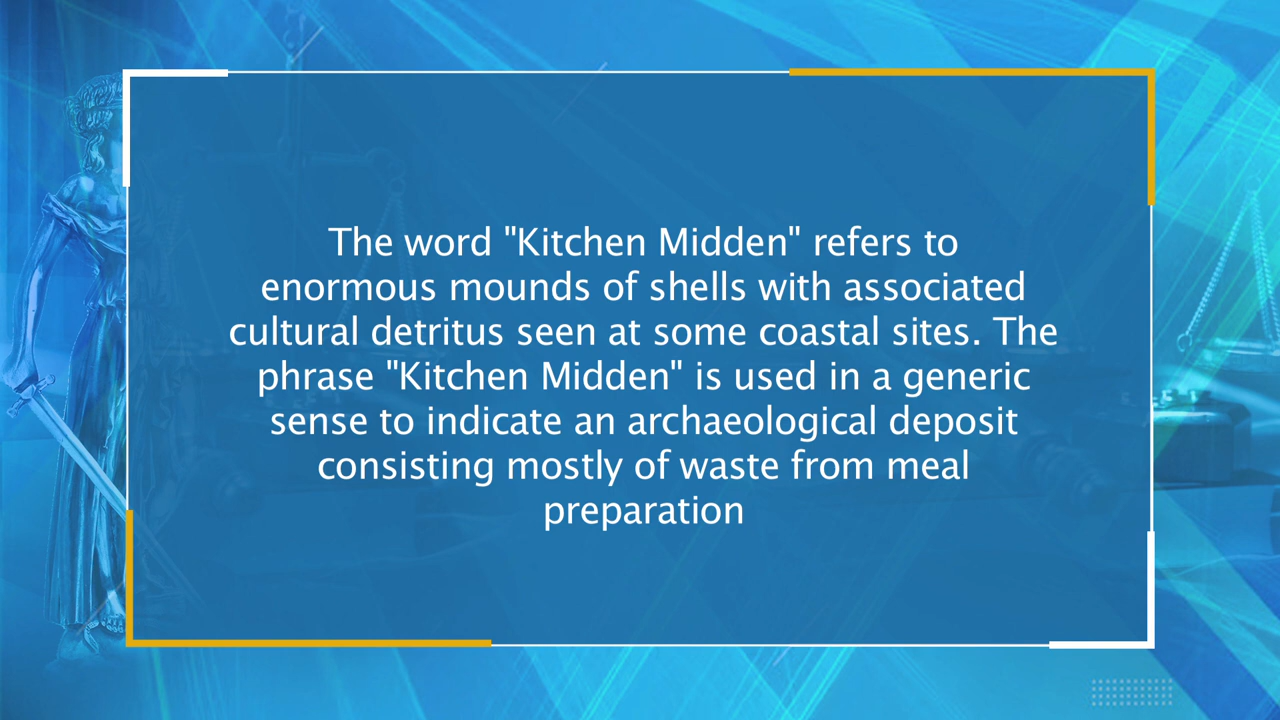 The word "Kitchen Midden" refers to
enormous mounds of shells with associated
cultural detritus seen at some coastal sites. The
phrase "Kitchen Midden" is used in a generic
sense to indicate an archaeological deposit
consisting mostly of waste from meal
preparation